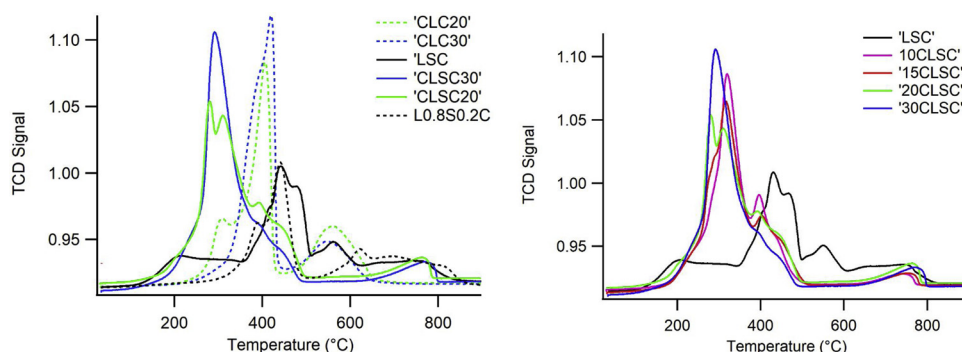 'CLC20'
'CLC30'
'LSC
'CLSC30'
'CLSC20'
L0.8S0.2C
1.10
1.05
1.00
0.95
TCD Signal
200
400
600
800
Temperature (°C)
'LSC'
10CLSC'
'15CLSC'
'20CLSC'
'30CLSC'
1.10
1.05
1.00
0.95
TCD Signal
200
400
600
800
Temperature (°C)